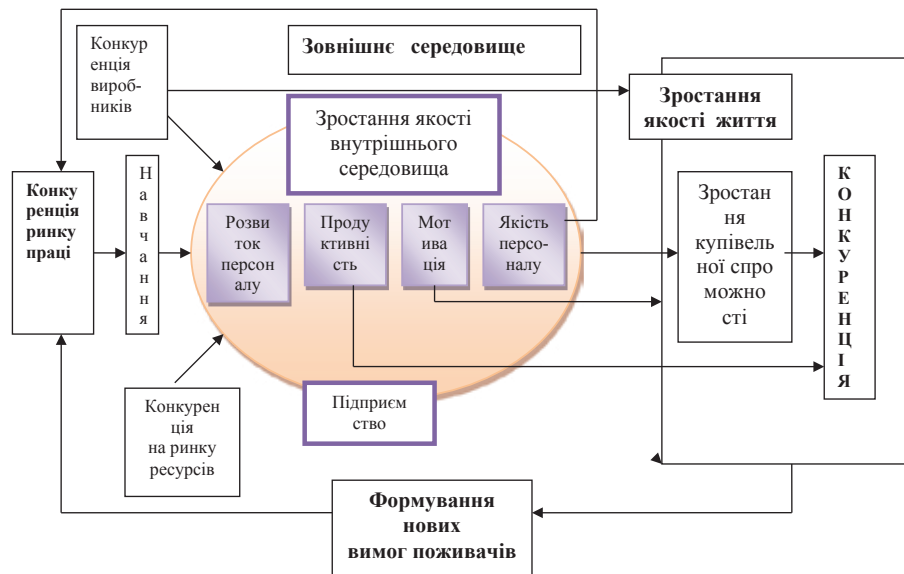 Конкур
енція
вироб-
ників
Зовнішнє середовище
Зростання
якості життя
Зростання якості
внутрішнього
середовища
Конку
ренція
ринку
праці
Н
а
в
ч
а
н
н
я
Розви
ток
персон
алу
Проду
ктивні
сть
Мот
ива
ція
Якість
персо-
налу
Зростан
ня
купівель
ної спро
можно
сті
К
О
Н
К
У
Р
Е
Н
Ц
І
Я
Конкурен
ція
на ринку
ресурсів
Підприєм
ство
Формування
нових
вимог поживачів